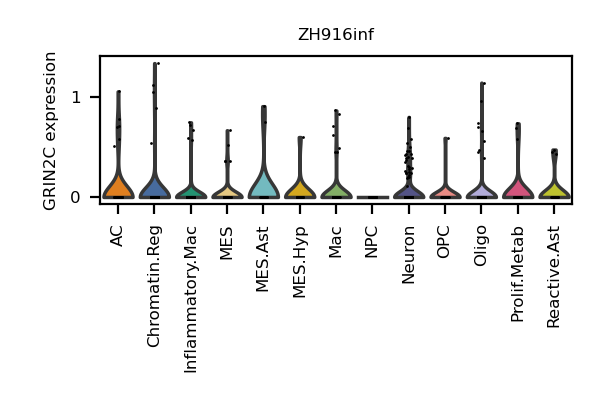 ZH916inf
GRIN2C expression
1
0
AC
Chromatin.Reg
Inflammatory.Mac
MES
MES.Ast
MES.Hyp
Mac
NPC
Neuron
OPC
Oligo
Prolif.Metab
Reactive.Ast